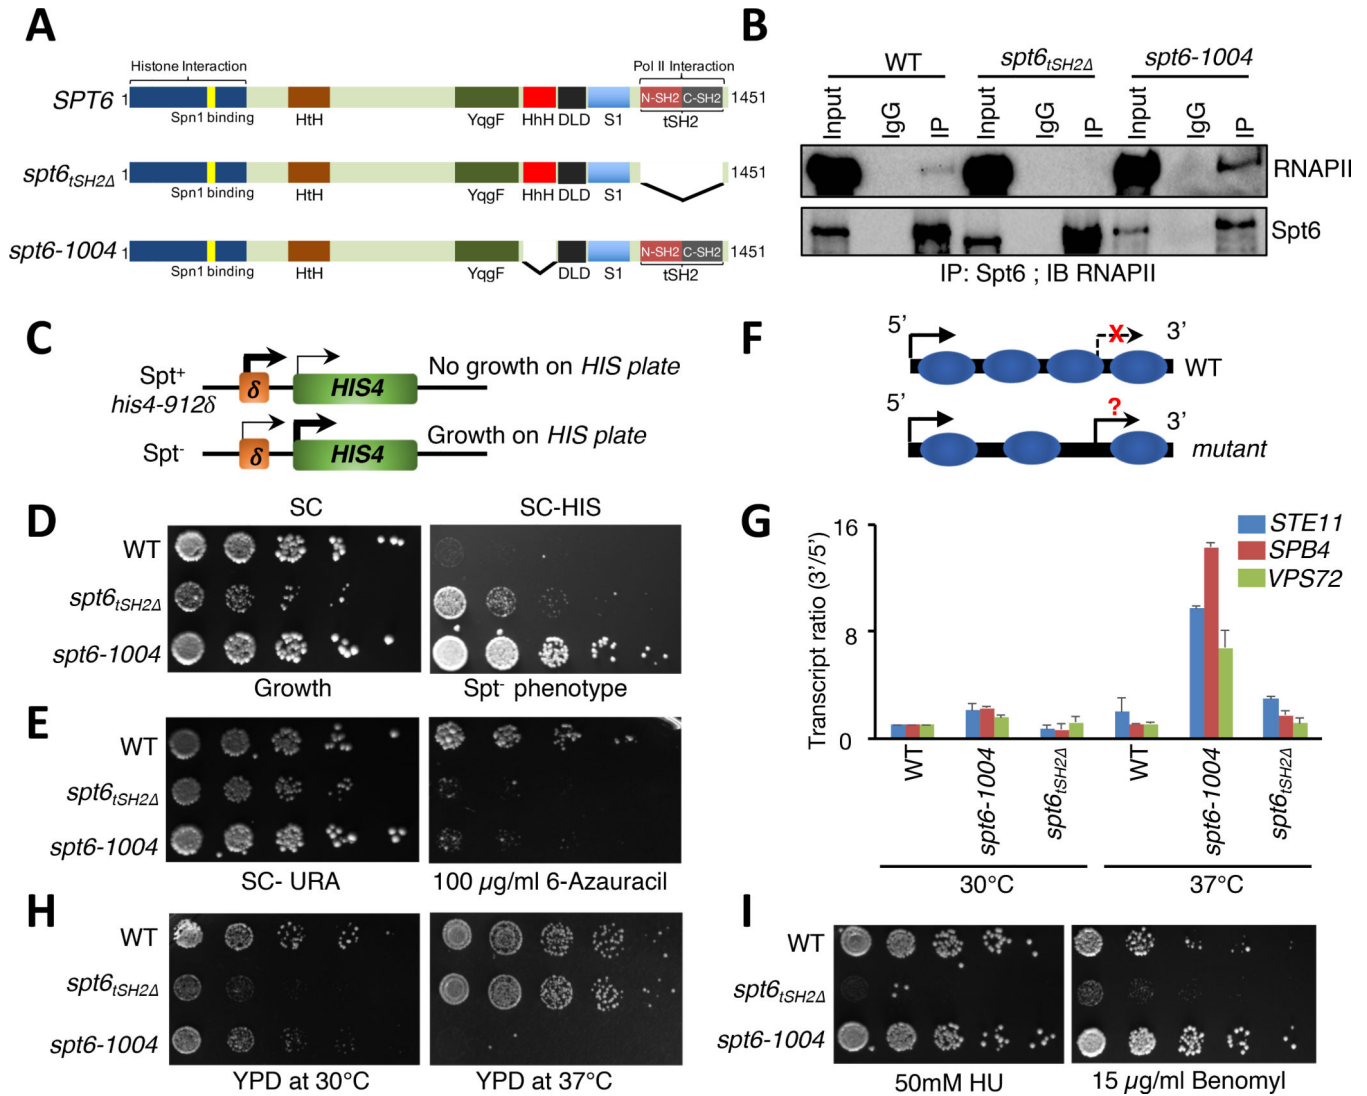 A
Histone Interaction
Pol II Interaction
SPT6 1
N-SH2 C-SH2
1451
Spn1 binding
HtH
YqgF
HhH DLD
S1
tSH2
spt6tSH2Δ 1
1451
Spn1 binding
HtH
YqgF
HhH DLD
S1
spt6-1004 1
N-SH2 C-SH2
1451
Spn1 binding
HtH
YqgF
DLD
S1
tSH2
B
WT
spt6tSH2Δ
spt6-1004
Input
IgG
IP
Input
IgG
IP
Input
IgG
IP
RNAPII
Spt6
IP: Spt6 ; IB RNAPII
C
Spt+
his4-912δ
δ
HIS4
No growth on HIS plate
Spt-
δ
HIS4
Growth on HIS plate
F
5’
X
3’
WT
5’
?
3’
mutant
D
SC
SC-HIS
WT
spt6tSH2Δ
spt6-1004
Growth
Spt- phenotype
E
WT
spt6tSH2Δ
spt6-1004
SC- URA
100 µg/ml 6-Azauracil
G
Transcript ratio (3’/5’)
16
8
0
STE11
SPB4
VPS72
WT
spt6-1004
spt6tSH2Δ
WT
spt6-1004
spt6tSH2Δ
30°C
37°C
H
WT
spt6tSH2Δ
spt6-1004
YPD at 30°C
YPD at 37°C
I
WT
spt6tSH2Δ
spt6-1004
50mM HU
15 µg/ml Benomyl